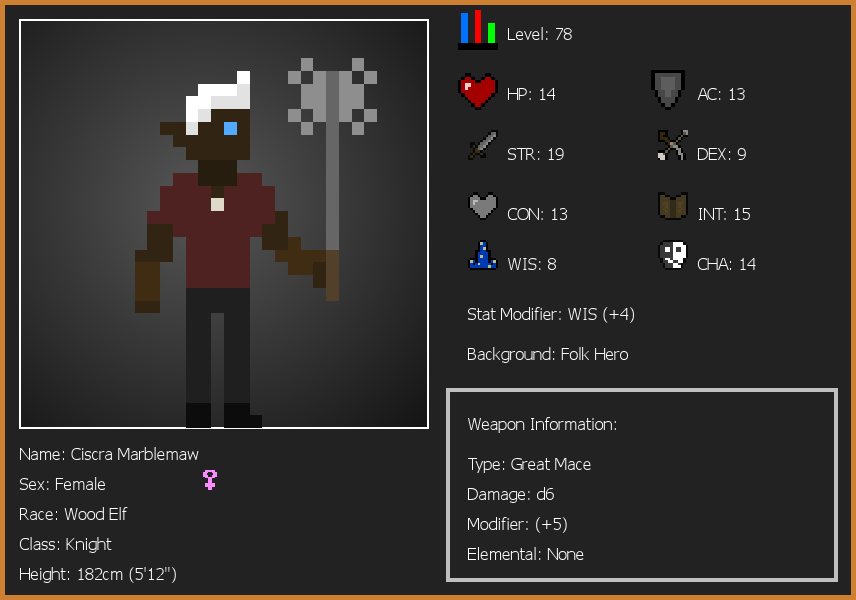 Level: 78
HP: 14
AC: 13
STR: 19
DEX: 9
CON: 13
INT: 15
WIS: 8
CHA: 14
Stat Modifier: WIS (+4)
Background: Folk Hero
Weapon Information:
Type: Great Mace
Damage: d6
Modifier: (+5)
Elemental: None
Name: Ciscra Marblemaw
Sex: Female
Race: Wood Elf
Class: Knight
Height: 182cm (5'12")